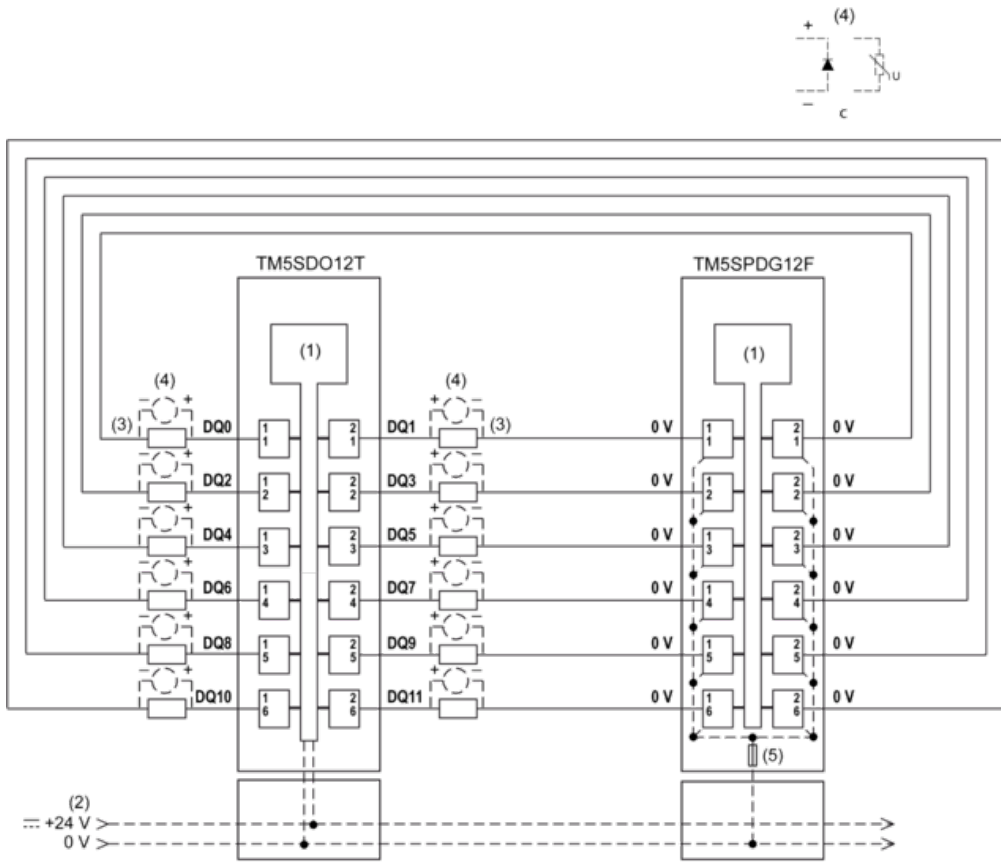 (4)
+
U
–
c
TM5SDO12T
TM5SPDG12F
(1)
(1)
(4)
(4)
– +
+ –
(3)
DQ0
1
1
2
1
DQ1
(3)
0 V
1
1
2
1
0 V
– +
+ –
DQ2
1
2
2
2
DQ3
0 V
1
2
2
2
0 V
– +
+ –
DQ4
1
3
2
3
DQ5
0 V
1
3
2
3
0 V
– +
+ –
DQ6
1
4
2
4
DQ7
0 V
1
4
2
4
0 V
– +
+ –
DQ8
1
5
2
5
DQ9
0 V
1
5
2
5
0 V
– +
+ –
DQ10
1
6
2
6
DQ11
0 V
1
6
2
6
0 V
(5)
(2)
+24 V
0 V